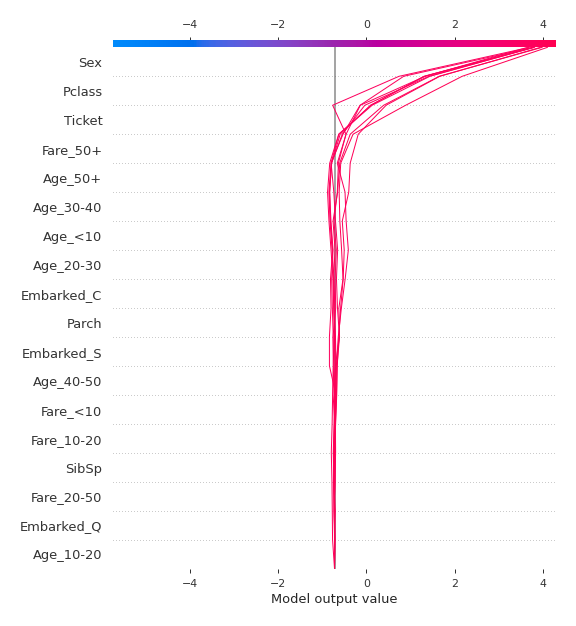 −4 −2 0 2 4
Sex
Pclass
Ticket
Fare_50+
Age_50+
Age_30-40
Age_<10
Age_20-30
Embarked_C
Parch
Embarked_S
Age_40-50
Fare_<10
Fare_10-20
SibSp
Fare_20-50
Embarked_Q
Age_10-20
−4 −2 0 2 4
Model output value